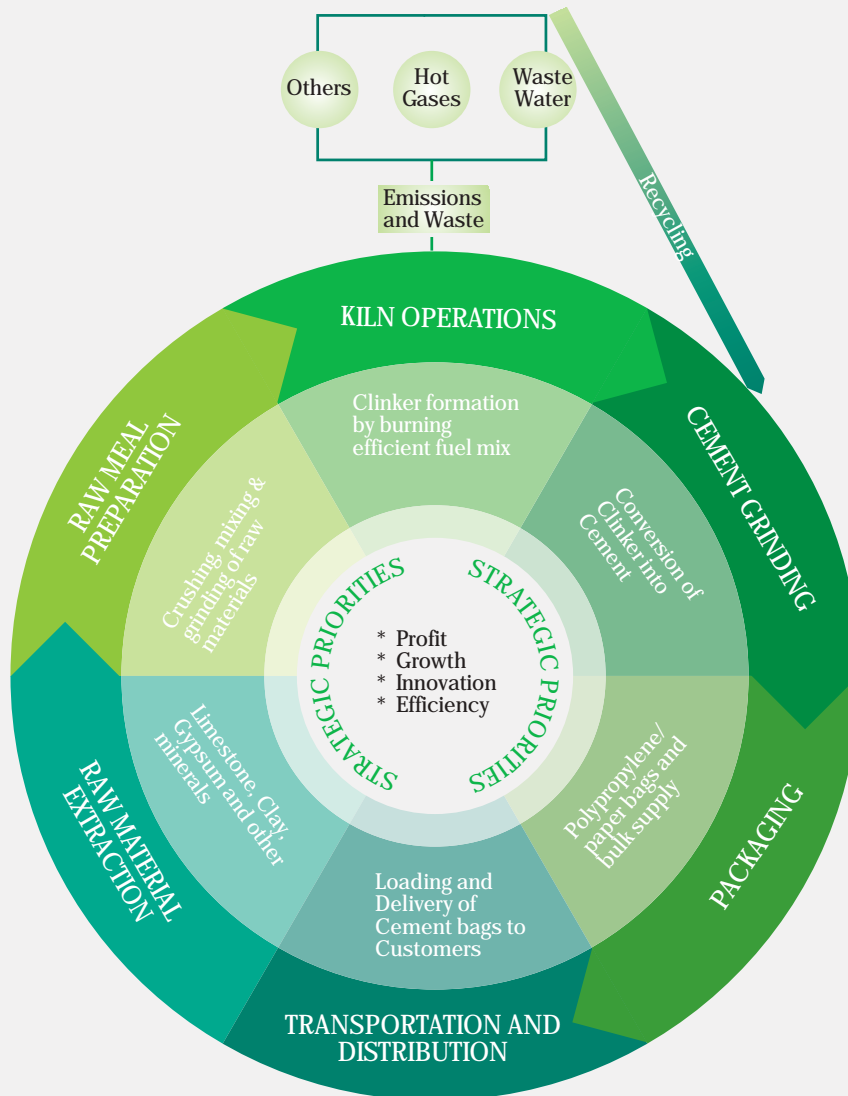 Others
Hot
Gases
Waste
Water
Emissions
and Waste
Recycling
KILN OPERATIONS
Clinker formation
by burning
efficient fuel mix
CEMENT GRINDING
Conversion of
Clinker into
Cement
PACKAGING
Polypropylene/
paper bags and
bulk supply
TRANSPORTATION AND
DISTRIBUTION
Loading and
Delivery of
Cement bags to
Customers
RAW MATERIAL
EXTRACTION
Limestone, Clay,
Gypsum and other
minerals
RAW MEAL
PREPARATION
Crushing, mixing &
grinding of raw
materials
STRATEGIC PRIORITIES
STRATEGIC PRIORITIES
* Profit
* Growth
* Innovation
* Efficiency